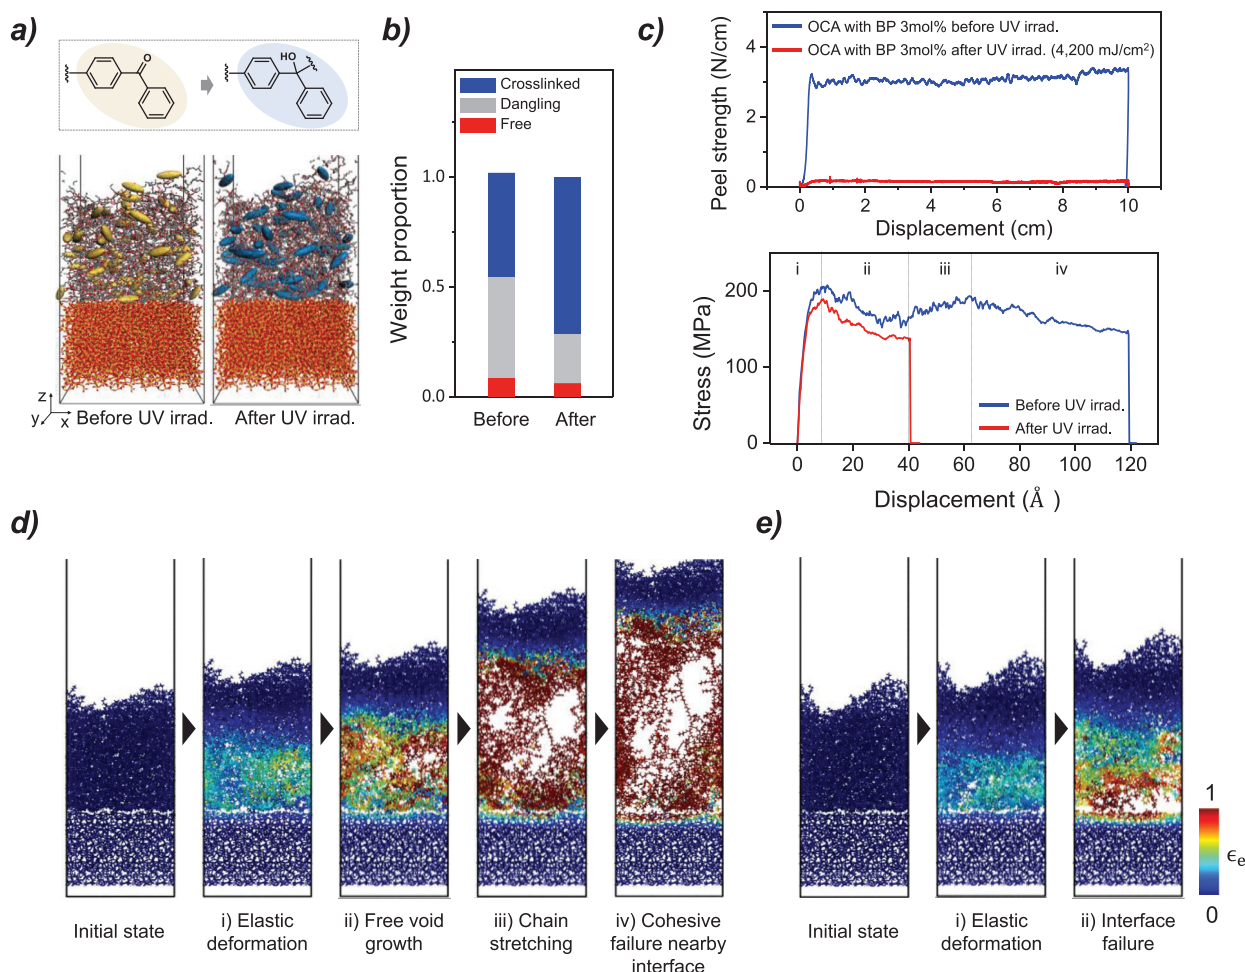 a)
O
HO
Before UV irrad.
After UV irrad.
z
y
x
b)
Crosslinked
Dangling
Free
Weight proportion
1.0
0.5
0.0
Before
After
c)
OCA with BP 3mol% before UV irrad.
OCA with BP 3mol% after UV irrad. (4,200 mJ/cm²)
Peel strength (N/cm)
4
2
0
0
2
4
6
8
10
Displacement (cm)
i
ii
iii
iv
Stress (MPa)
200
100
0
Before UV irrad.
After UV irrad.
0
20
40
60
80
100
120
Displacement (Å )
d)
Initial state
i) Elastic
deformation
ii) Free void
growth
iii) Chain
stretching
iv) Cohesive
failure nearby
interface
e)
Initial state
i) Elastic
deformation
ii) Interface
failure
1
ϵe
0